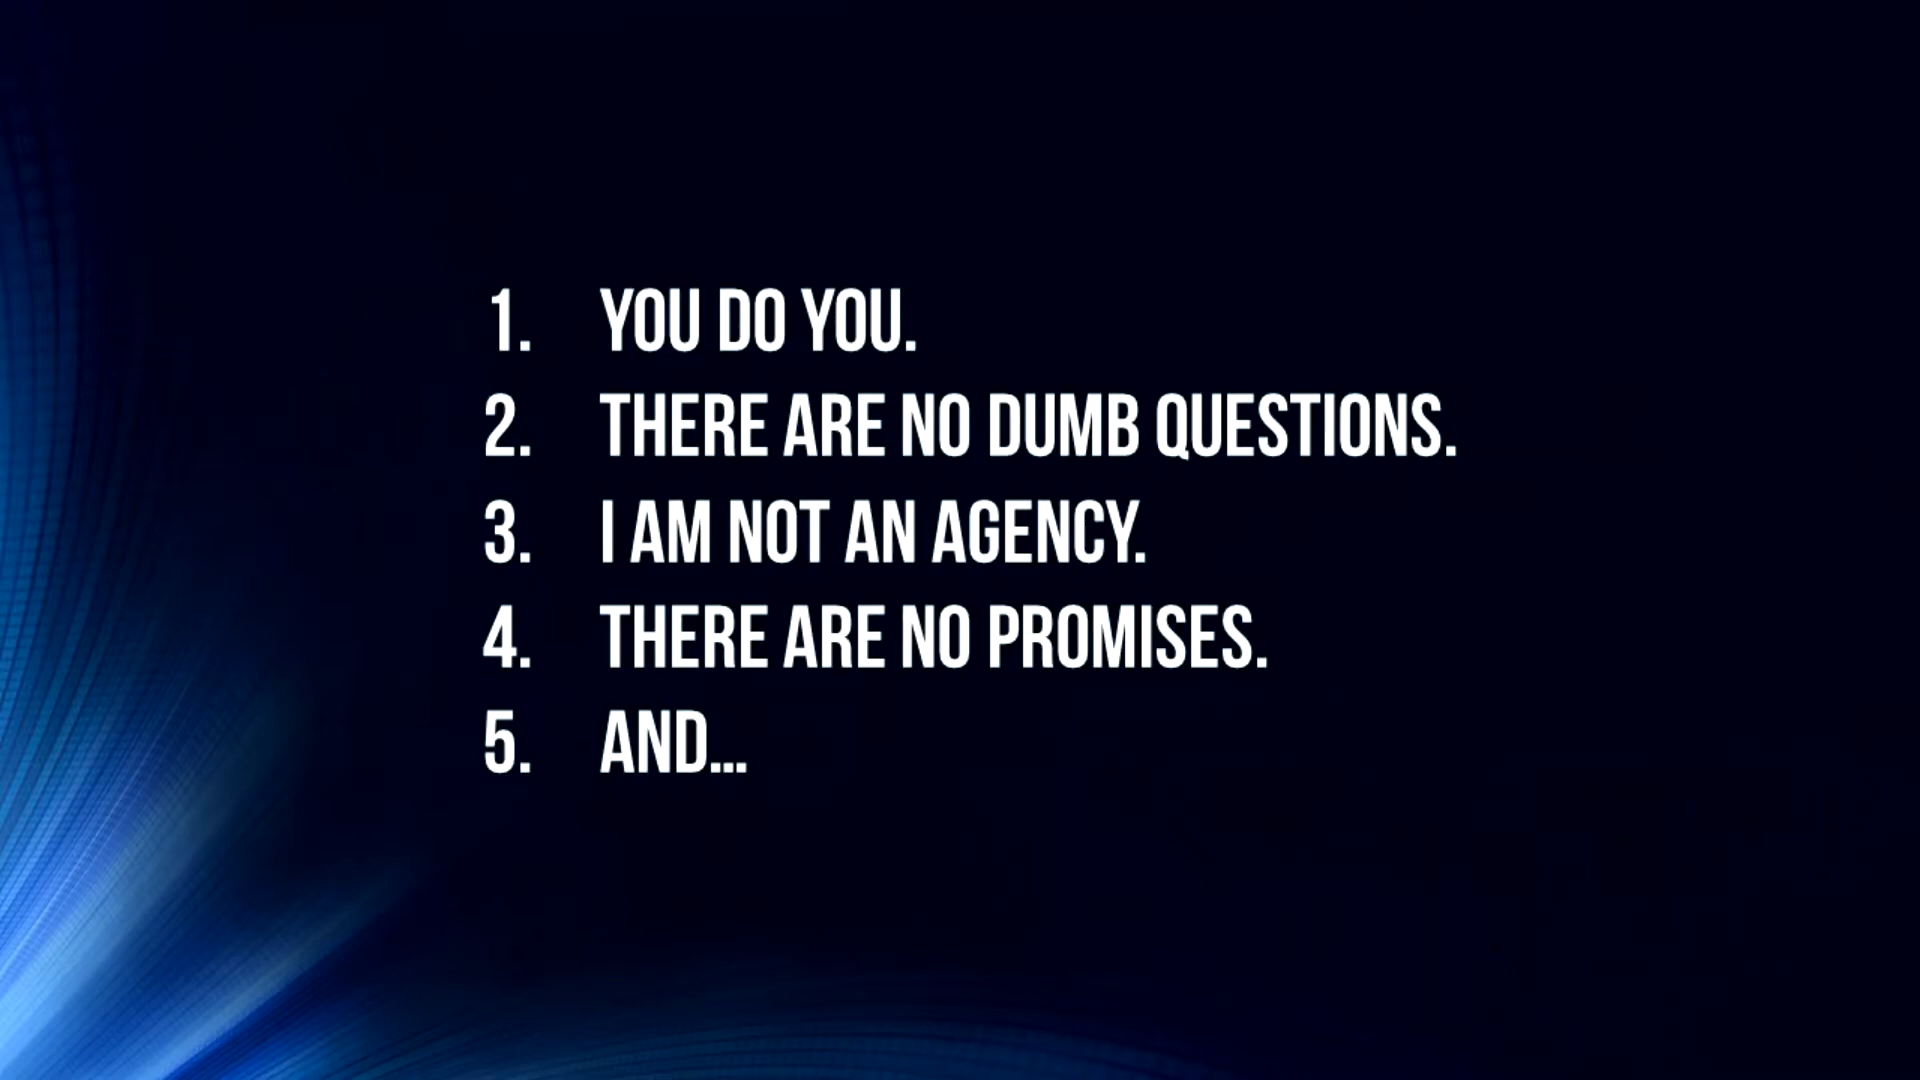 1. YOU DO YOU.
2. THERE ARE NO DUMB QUESTIONS.
3. I AM NOT AN AGENCY.
4. THERE ARE NO PROMISES.
5. AND...